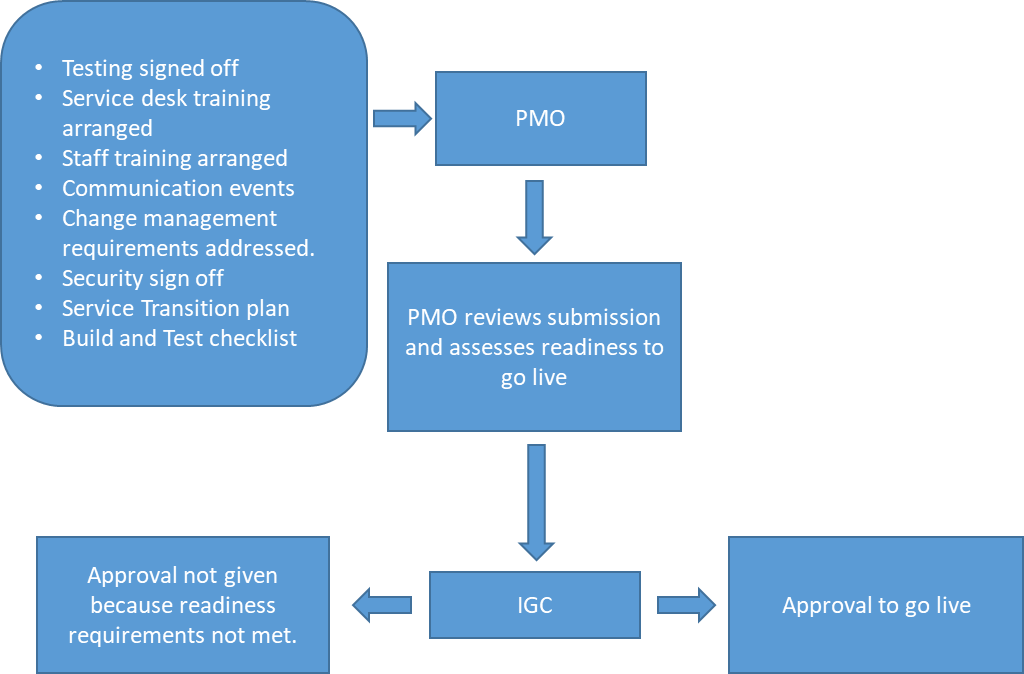 • Testing signed off
• Service desk training
arranged
• Staff training arranged
• Communication events
• Change management
requirements addressed.
• Security sign off
• Service Transition plan
• Build and Test checklist
PMO
PMO reviews submission
and assesses readiness to
go live
Approval not given
because readiness
requirements not met.
IGC
Approval to go live